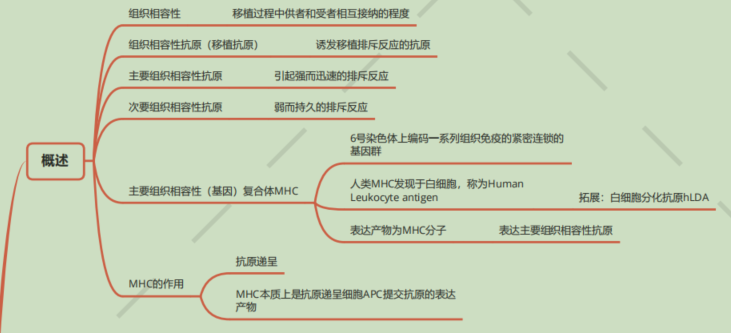 组织相容性 移植过程中供者和受者相互接纳的程度
组织相容性抗原（移植抗原） 诱发移植排斥反应的抗原
主要组织相容性抗原 引起强而迅速的排斥反应
次要组织相容性抗原 弱而持久的排斥反应
概述
6号染色体上编码一系列组织免疫的紧密连锁的
基因群
主要组织相容性（基因）复合体MHC
人类MHC发现于白细胞，称为Human
Leukocyte antigen 拓展：白细胞分化抗原hLDA
表达产物为MHC分子 表达主要组织相容性抗原
MHC的作用
抗原递呈
MHC本质上是抗原递呈细胞APC提交抗原的表达
产物